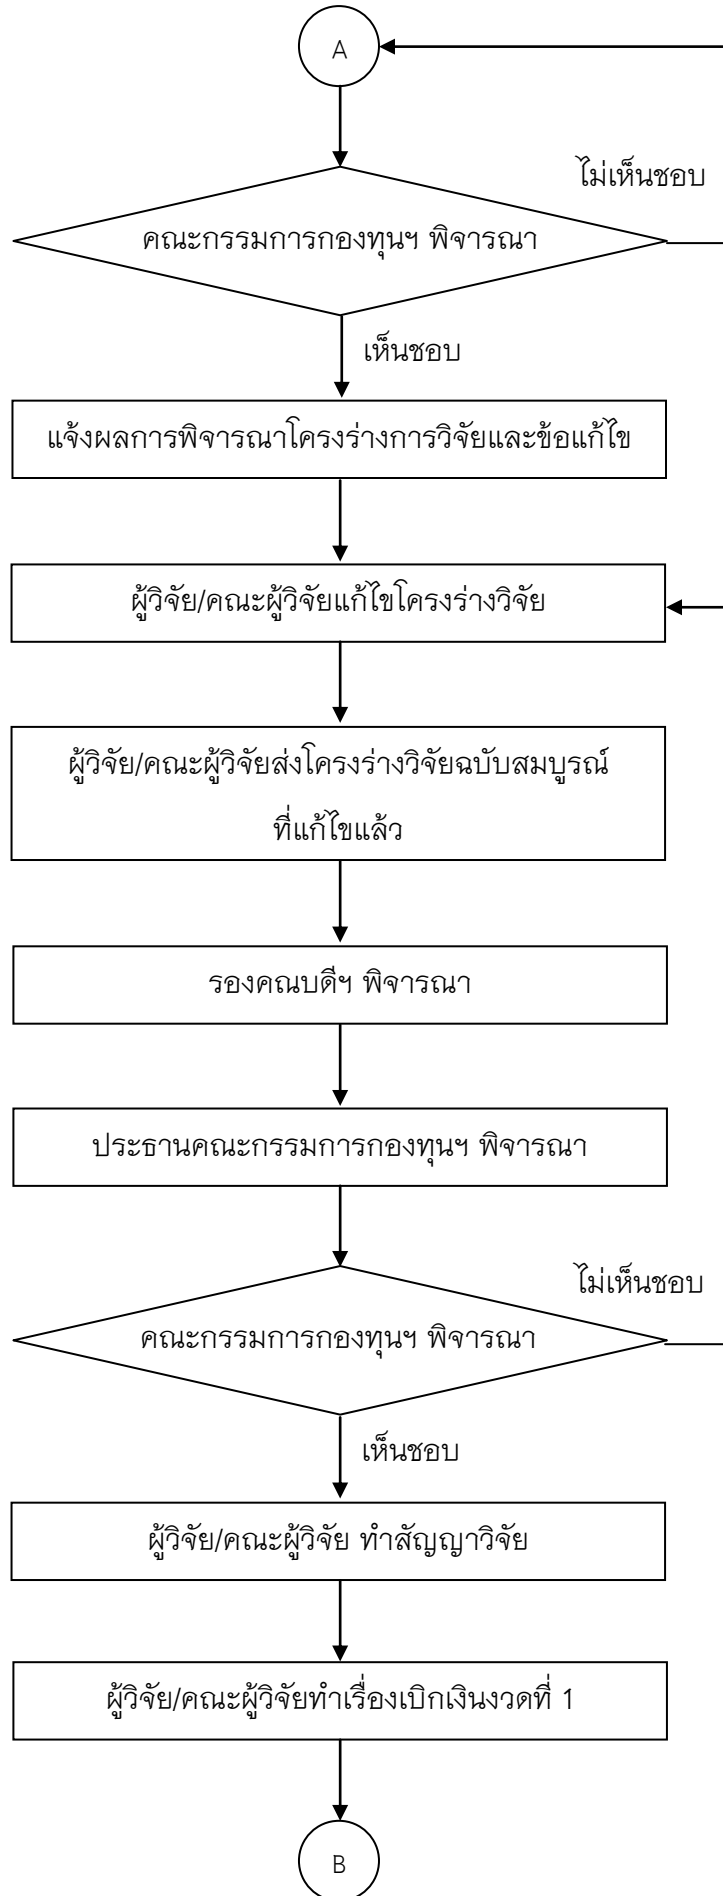 A
ไม่เห็นชอบ
คณะกรรมการกองทุนฯ พิจารณา
เห็นชอบ
แจ้งผลการพิจารณาโครงร่างการวิจัยและข้อแก้ไข
ผู้วิจัย/คณะผู้วิจัยแก้ไขโครงร่างวิจัย
ผู้วิจัย/คณะผู้วิจัยส่งโครงร่างวิจัยฉบับสมบูรณ์
ที่แก้ไขแล้ว
รองคณบดีฯ พิจารณา
ประธานคณะกรรมการกองทุนฯ พิจารณา
ไม่เห็นชอบ
คณะกรรมการกองทุนฯ พิจารณา
เห็นชอบ
ผู้วิจัย/คณะผู้วิจัย ทำสัญญาวิจัย
ผู้วิจัย/คณะผู้วิจัยทำเรื่องเบิกเงินงวดที่ 1
B